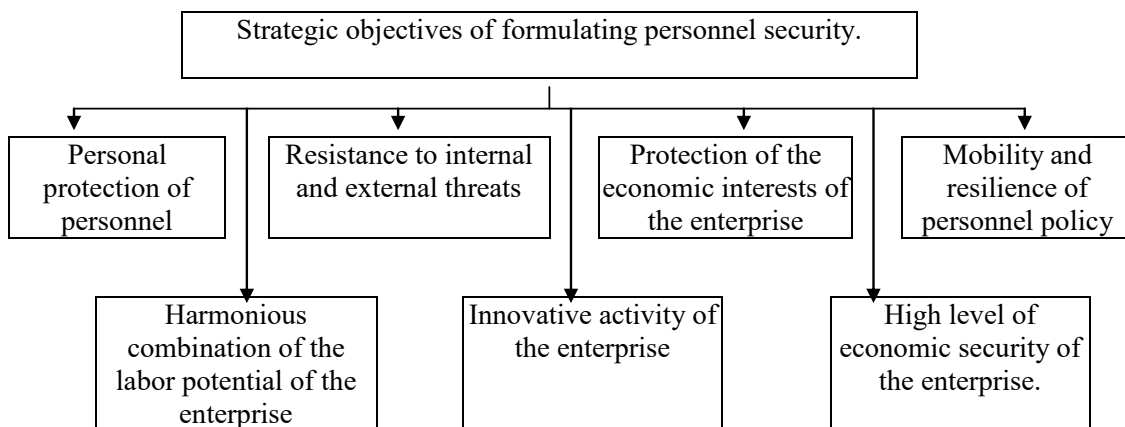 Strategic objectives of formulating personnel security.
Personal
protection of
personnel
Resistance to internal
and external threats
Protection of the
economic interests of
the enterprise
Mobility and
resilience of
personnel policy
Harmonious
combination of the
labor potential of the
enterprise
Innovative activity of
the enterprise
High level of
economic security of
the enterprise.